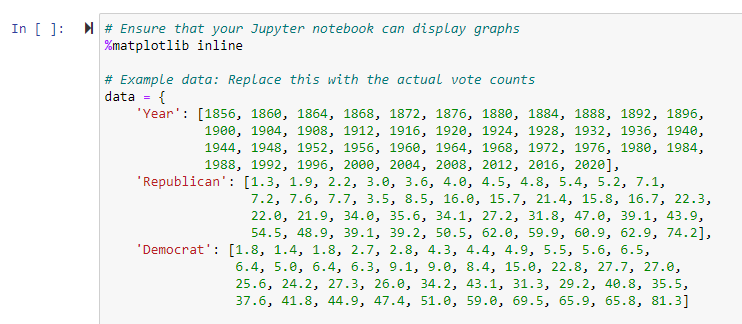 In [ ]:
# Ensure that your Jupyter notebook can display graphs
%matplotlib inline
# Example data: Replace this with the actual vote counts
data = {
'Year': [1856, 1860, 1864, 1868, 1872, 1876, 1880, 1884, 1888, 1892, 1896,
1900, 1904, 1908, 1912, 1916, 1920, 1924, 1928, 1932, 1936, 1940,
1944, 1948, 1952, 1956, 1960, 1964, 1968, 1972, 1976, 1980, 1984,
1988, 1992, 1996, 2000, 2004, 2008, 2012, 2016, 2020],
'Republican': [1.3, 1.9, 2.2, 3.0, 3.6, 4.0, 4.5, 4.8, 5.4, 5.2, 7.1,
7.2, 7.6, 7.7, 3.5, 8.5, 16.0, 15.7, 21.4, 15.8, 16.7, 22.3,
22.0, 21.9, 34.0, 35.6, 34.1, 27.2, 31.8, 47.0, 39.1, 43.9,
54.5, 48.9, 39.1, 39.2, 50.5, 62.0, 59.9, 60.9, 62.9, 74.2],
'Democrat': [1.8, 1.4, 1.8, 2.7, 2.8, 4.3, 4.4, 4.9, 5.5, 5.6, 6.5,
6.4, 5.0, 6.4, 6.3, 9.1, 9.0, 8.4, 15.0, 22.8, 27.7, 27.0,
25.6, 24.2, 27.3, 26.0, 34.2, 43.1, 31.3, 29.2, 40.8, 35.5,
37.6, 41.8, 44.9, 47.4, 51.0, 59.0, 69.5, 65.9, 65.8, 81.3]